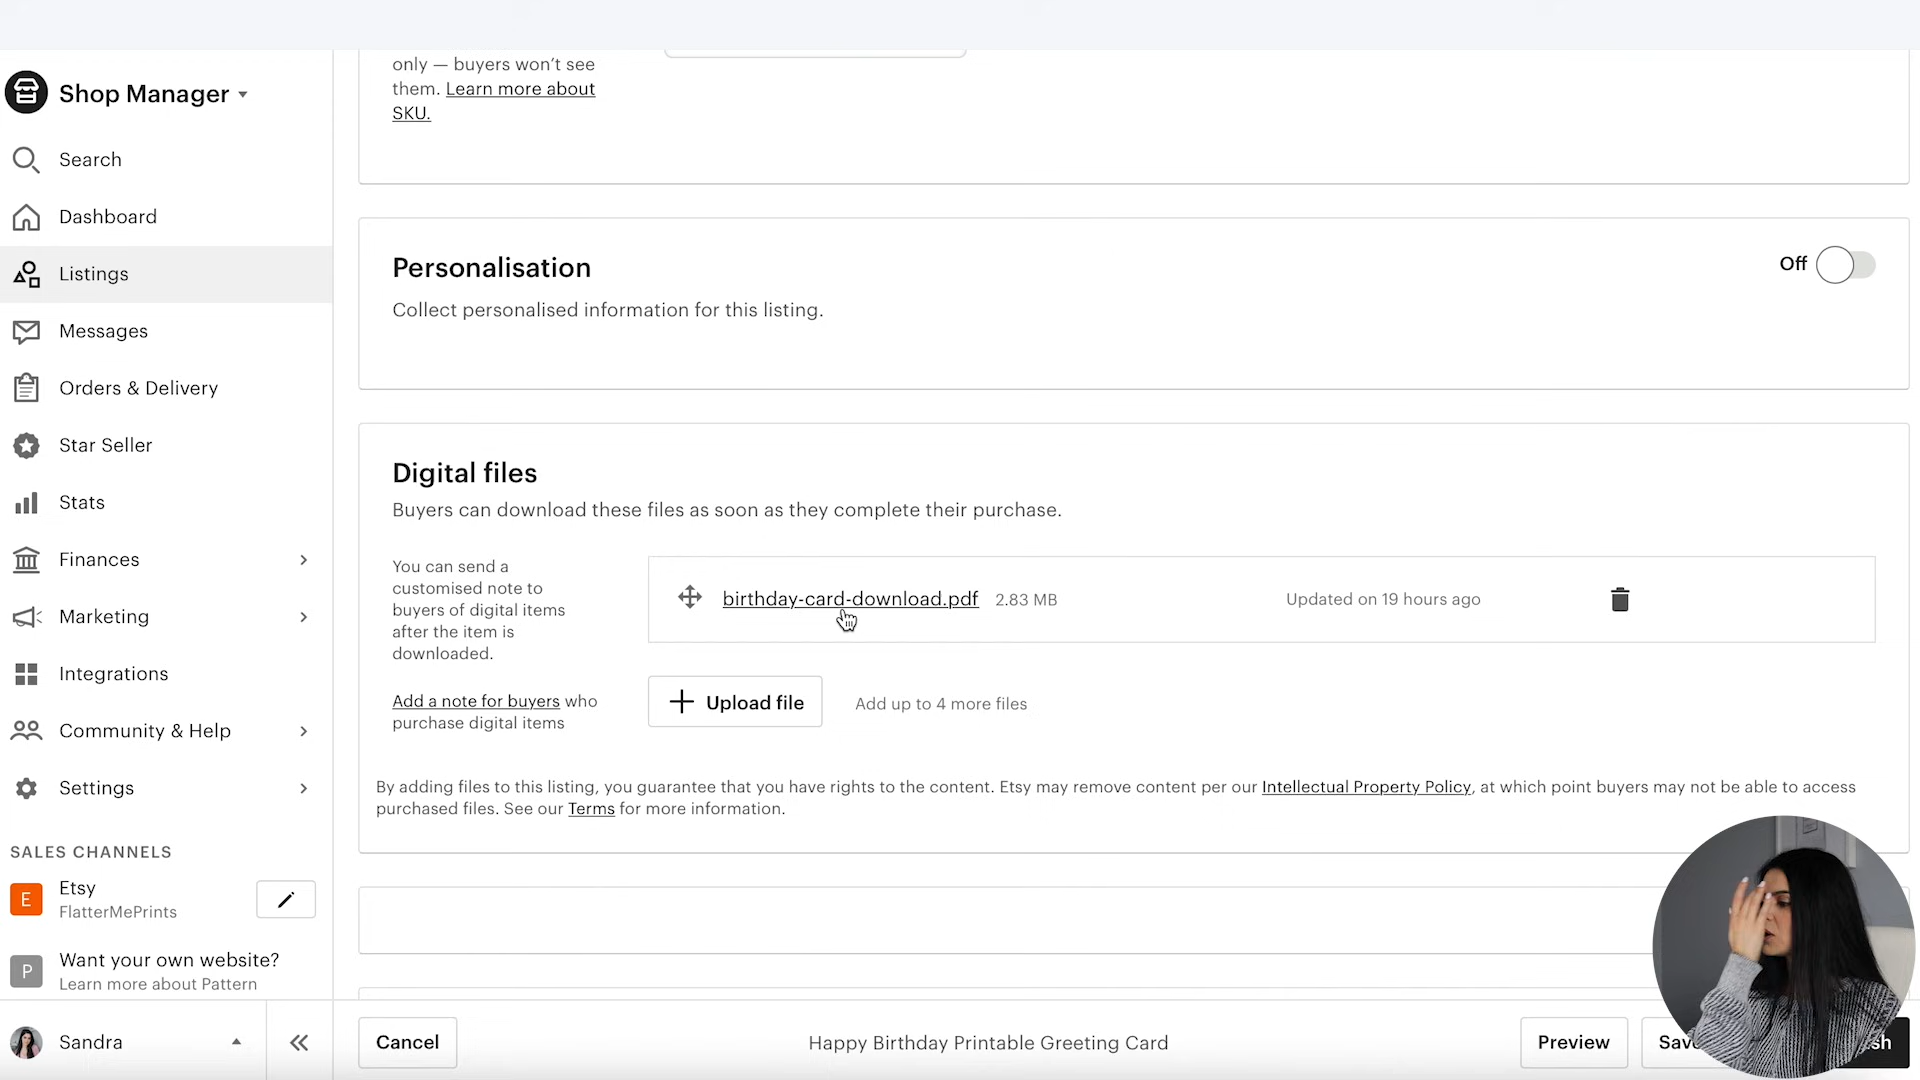 Shop Manager
Search
Dashboard
Listings
Messages
Orders & Delivery
Star Seller
Stats
Finances
Marketing
Integrations
Community & Help
Settings
SALES CHANNELS
E
Etsy
FlatterMePrints
P
Want your own website?
Learn more about Pattern
Sandra
only — buyers won’t see
them. Learn more about
SKU.
Personalisation
Off
Collect personalised information for this listing.
Digital files
Buyers can download these files as soon as they complete their purchase.
You can send a
customised note to
buyers of digital items
after the item is
downloaded.
Add a note for buyers who
purchase digital items
birthday-card-download.pdf 2.83 MB Updated on 19 hours ago
Upload file Add up to 4 more files
By adding files to this listing, you guarantee that you have rights to the content. Etsy may remove content per our Intellectual Property Policy, at which point buyers may not be able to access
purchased files. See our Terms for more information.
Cancel
Happy Birthday Printable Greeting Card
Preview